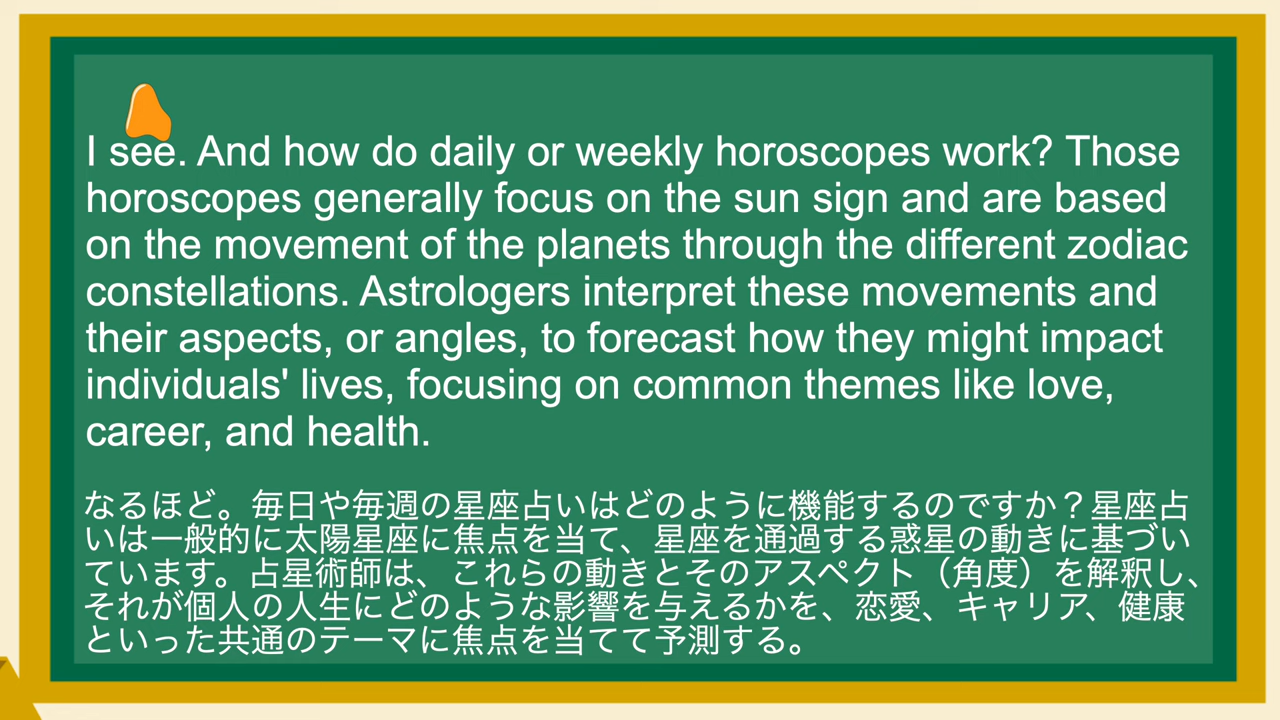 I see. And how do daily or weekly horoscopes work? Those
horoscopes generally focus on the sun sign and are based
on the movement of the planets through the different zodiac
constellations. Astrologers interpret these movements and
their aspects, or angles, to forecast how they might impact
individuals' lives, focusing on common themes like love,
career, and health.
なるほど。毎日や毎週の星座占いはどのように機能するのですか？星座占
いは一般的に太陽星座に焦点を当て、星座を通過する惑星の動きに基づい
ています。占星術師は、これらの動きとそのアスペクト（角度）を解釈し、
それが個人の人生にどのような影響を与えるかを、恋愛、キャリア、健康
といった共通のテーマに焦点を当てて予測する。